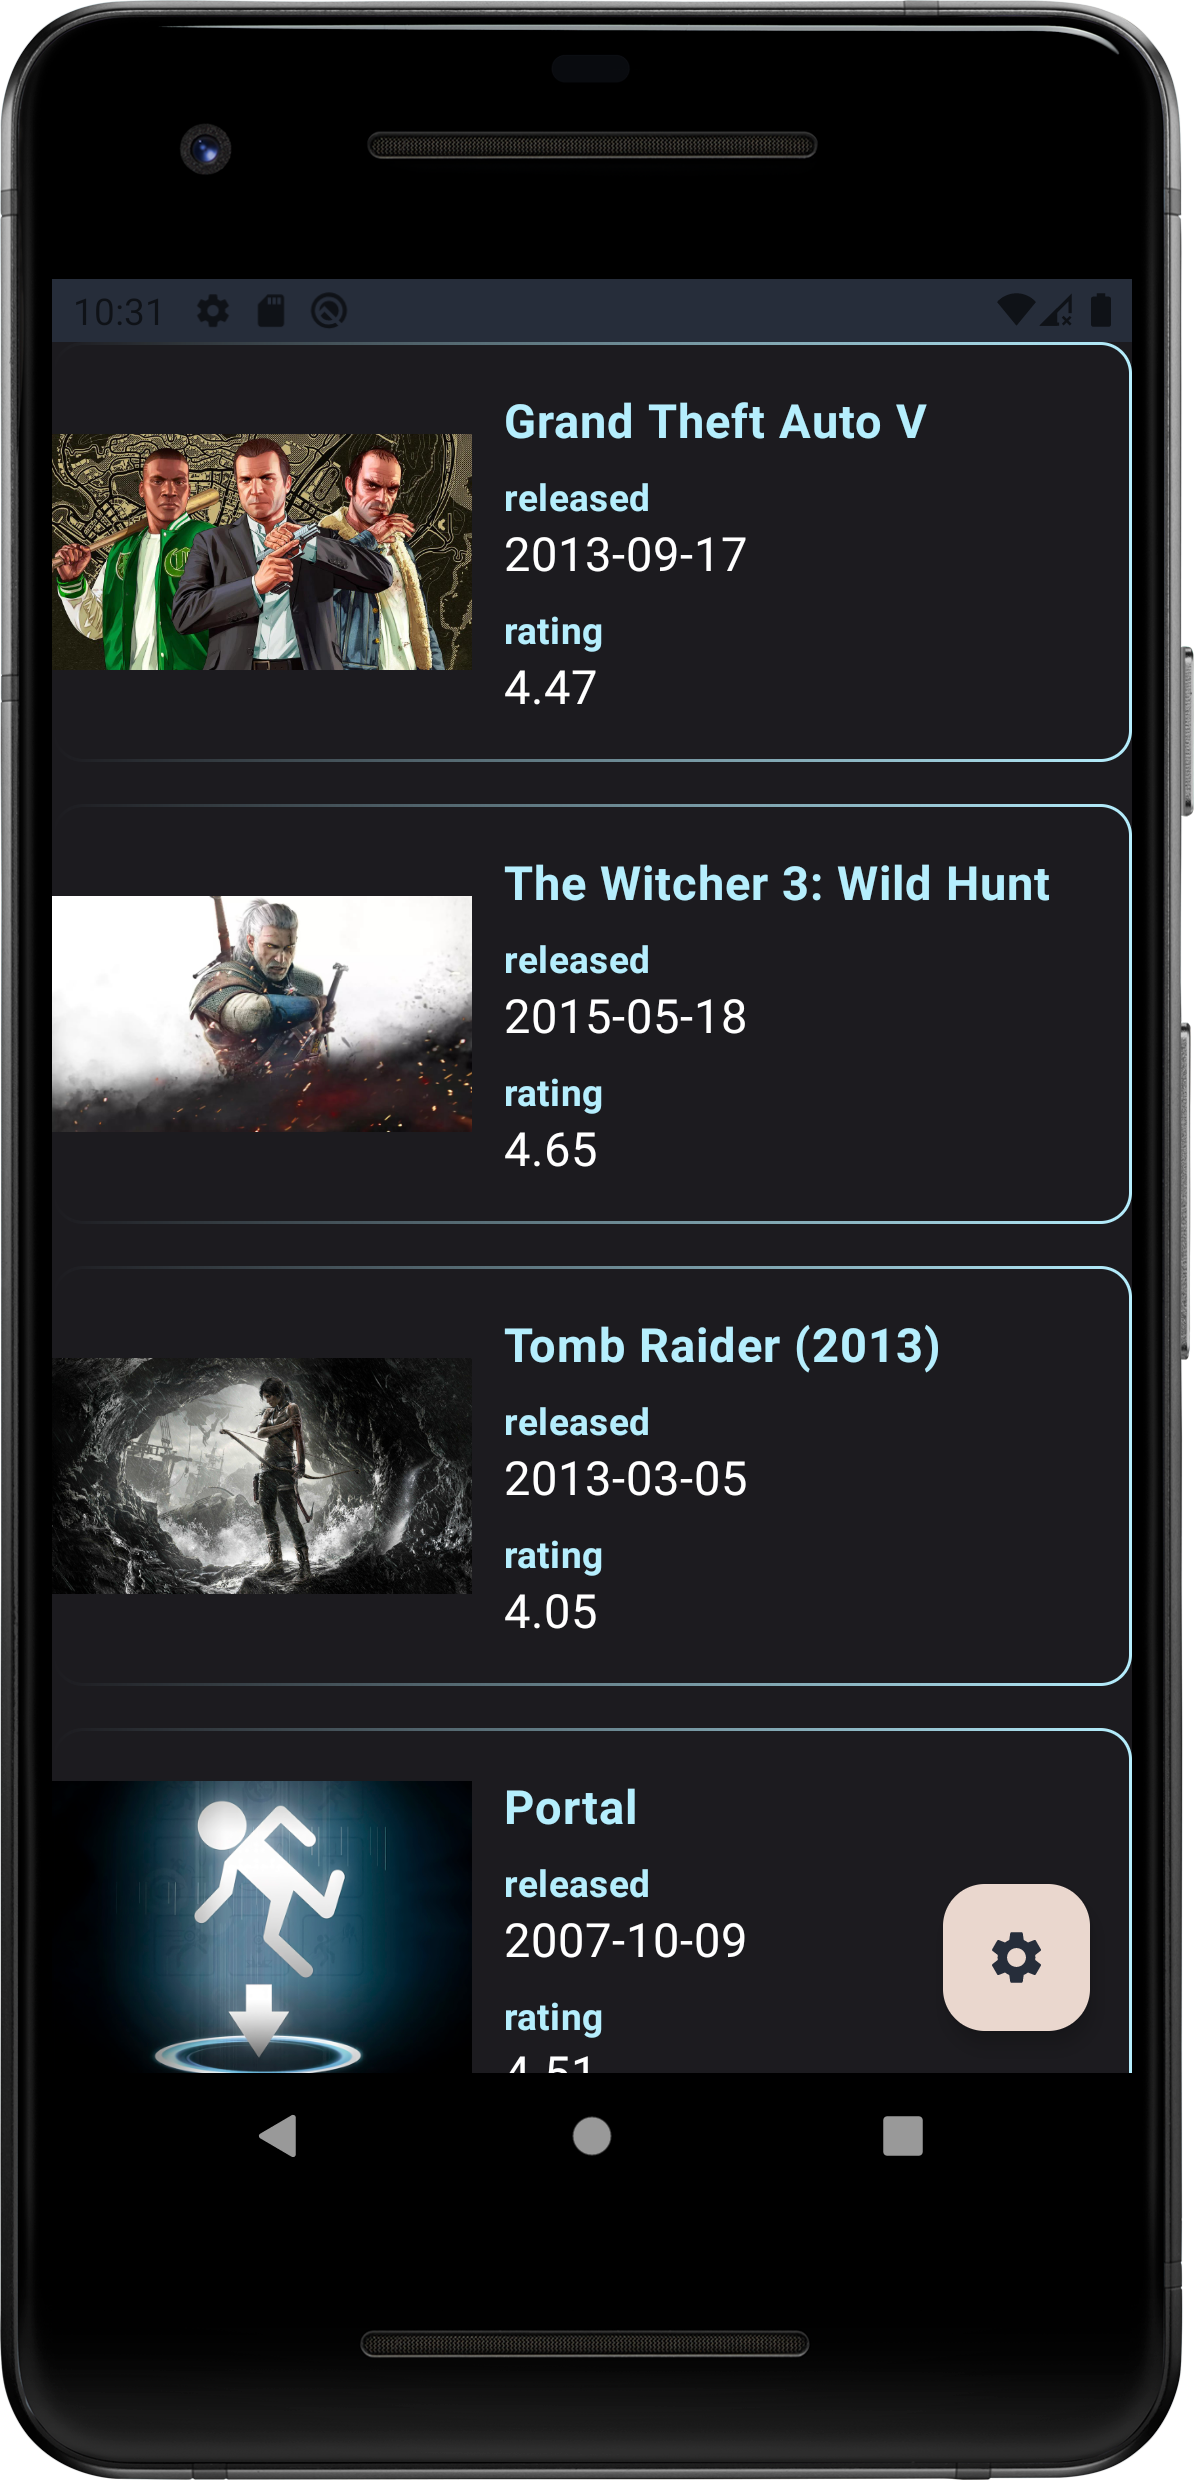 10:31
Grand Theft Auto V
released
2013-09-17
rating
4.47
The Witcher 3: Wild Hunt
released
2015-05-18
rating
4.65
Tomb Raider (2013)
released
2013-03-05
rating
4.05
Portal
released
2007-10-09
rating
4.51